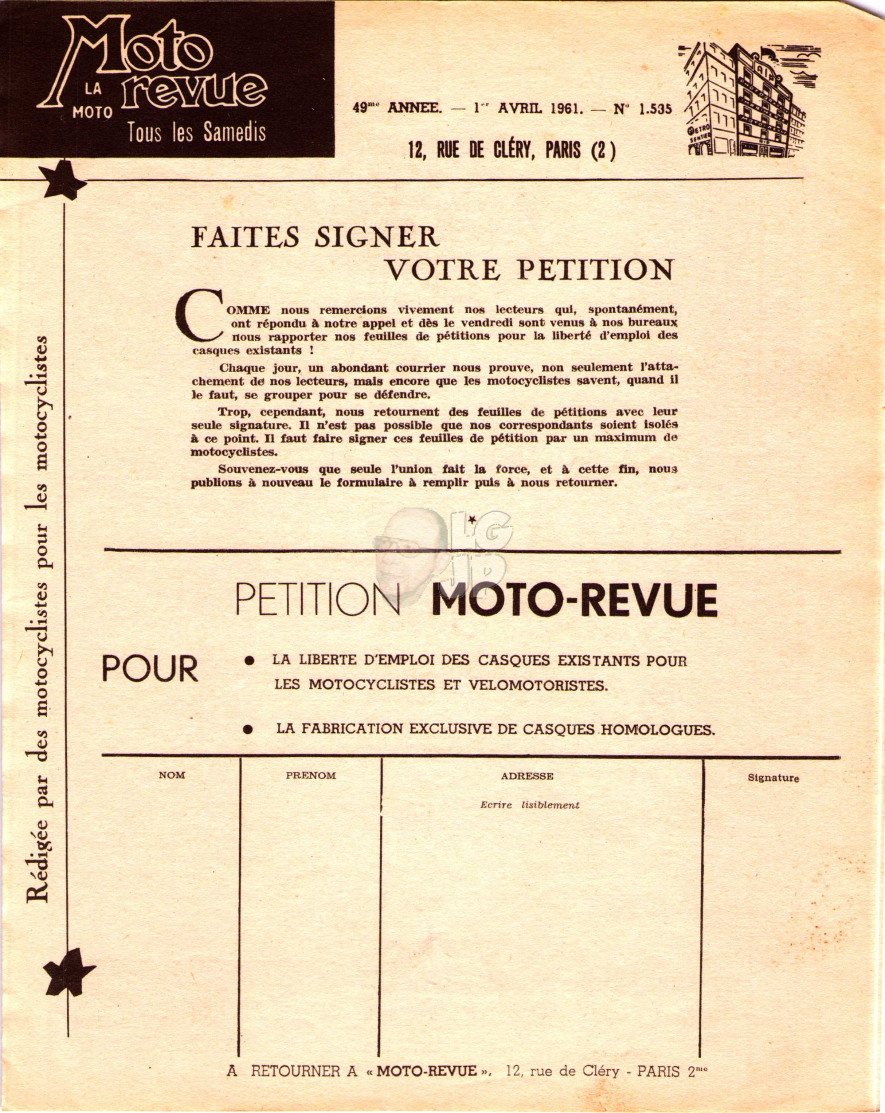 Moto
LA revue
MOTO
Tous les Samedis
49me ANNEE. — 1er AVRIL 1961. — N° 1.535
12, RUE DE CLÉRY, PARIS (2)
METRO
SENTIER
FAITES SIGNER
VOTRE PETITION
COMME nous remercions vivement nos lecteurs qui, spontanément,
ont répondu à notre appel et dès le vendredi sont venus à nos bureaux
nous rapporter nos feuilles de pétitions pour la liberté d'emploi des
casques existants !
Chaque jour, un abondant courrier nous prouve, non seulement l'atta-
chement de nos lecteurs, mais encore que les motocyclistes savent, quand il
le faut, se grouper pour se défendre.
Trop, cependant, nous retournent des feuilles de pétitions avec leur
seule signature. Il n'est pas possible que nos correspondants soient isolés
à ce point. Il faut faire signer ces feuilles de pétition par un maximum de
motocyclistes.
Souvenez-vous que seule l'union fait la force, et à cette fin, nous
publions à nouveau le formulaire à remplir puis à nous retourner.
Rédigée par des motocyclistes pour les motocyclistes
PETITION MOTO-REVUE
POUR
● LA LIBERTE D'EMPLOI DES CASQUES EXISTANTS POUR
LES MOTOCYCLISTES ET VELOMOTORISTES.
● LA FABRICATION EXCLUSIVE DE CASQUES HOMOLOGUES.
NOM PRENOM ADRESSE Signature
Ecrire lisiblement
A RETOURNER A « MOTO-REVUE », 12, rue de Cléry - PARIS 2me